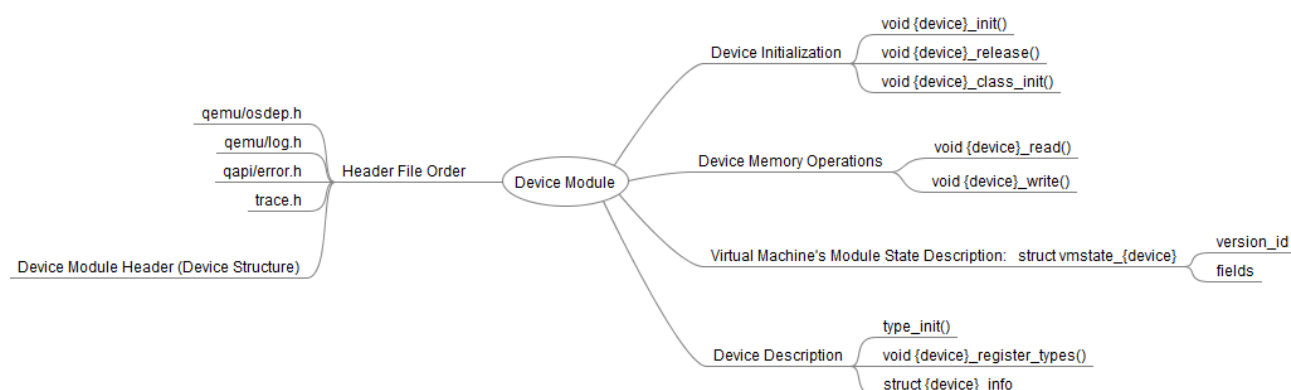 void {device}_init()
Device Initialization
void {device}_release()
void {device}_class_init()
qemu/osdep.h
qemu/log.h
qapi/error.h
trace.h
Header File Order
Device Module Header (Device Structure)
Device Module
Device Memory Operations
void {device}_read()
void {device}_write()
Virtual Machine's Module State Description:   struct vmstate_{device}
version_id
fields
Device Description
type_init()
void {device}_register_types()
struct {device}_info